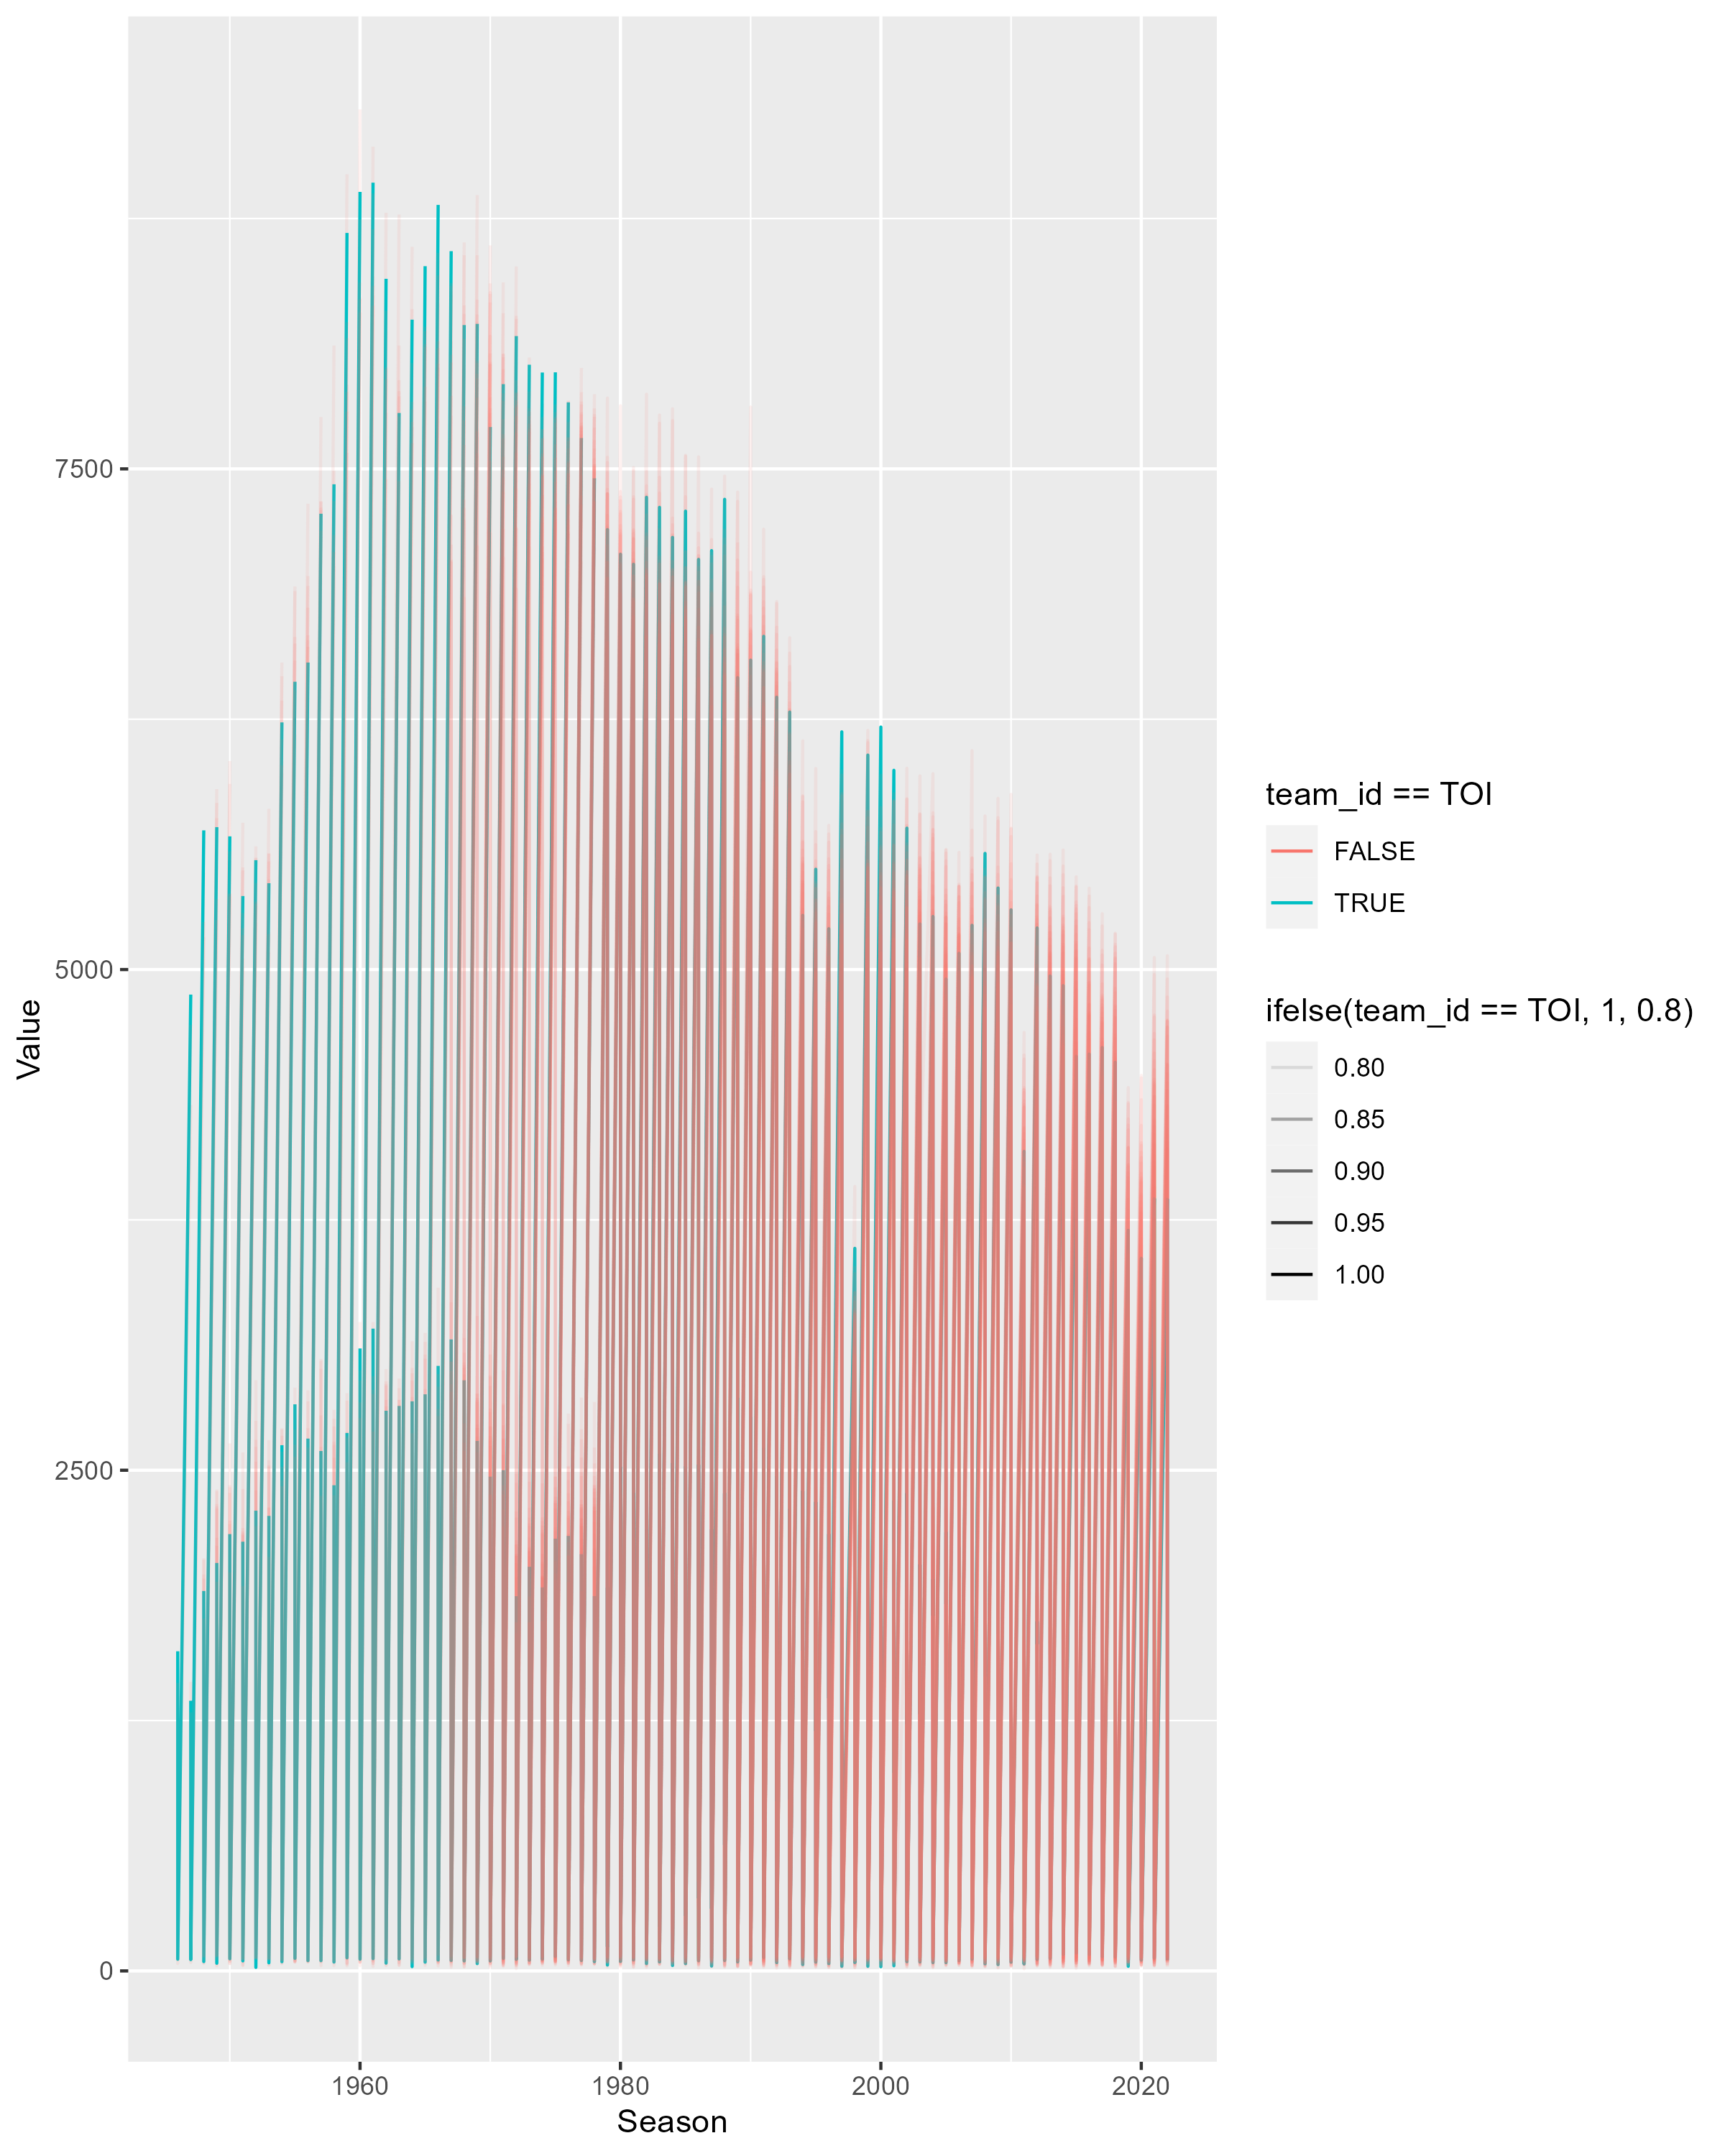 7500
5000
2500
0
Value
1960 1980 2000 2020
Season
team_id == TOI
FALSE
TRUE
ifelse(team_id == TOI, 1, 0.8)
0.80
0.85
0.90
0.95
1.00